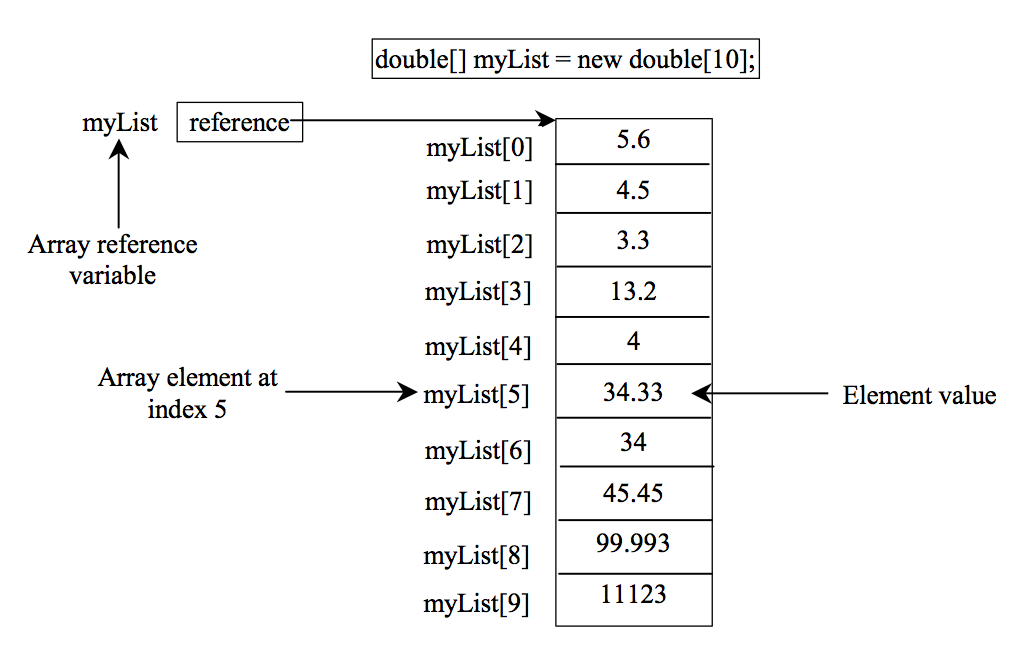 double[] myList = new double[10];
myList reference
myList[0] 5.6
myList[1] 4.5
Array reference
variable
myList[2] 3.3
myList[3] 13.2
myList[4] 4
Array element at
index 5
myList[5] 34.33
Element value
myList[6] 34
myList[7] 45.45
myList[8] 99.993
myList[9] 11123